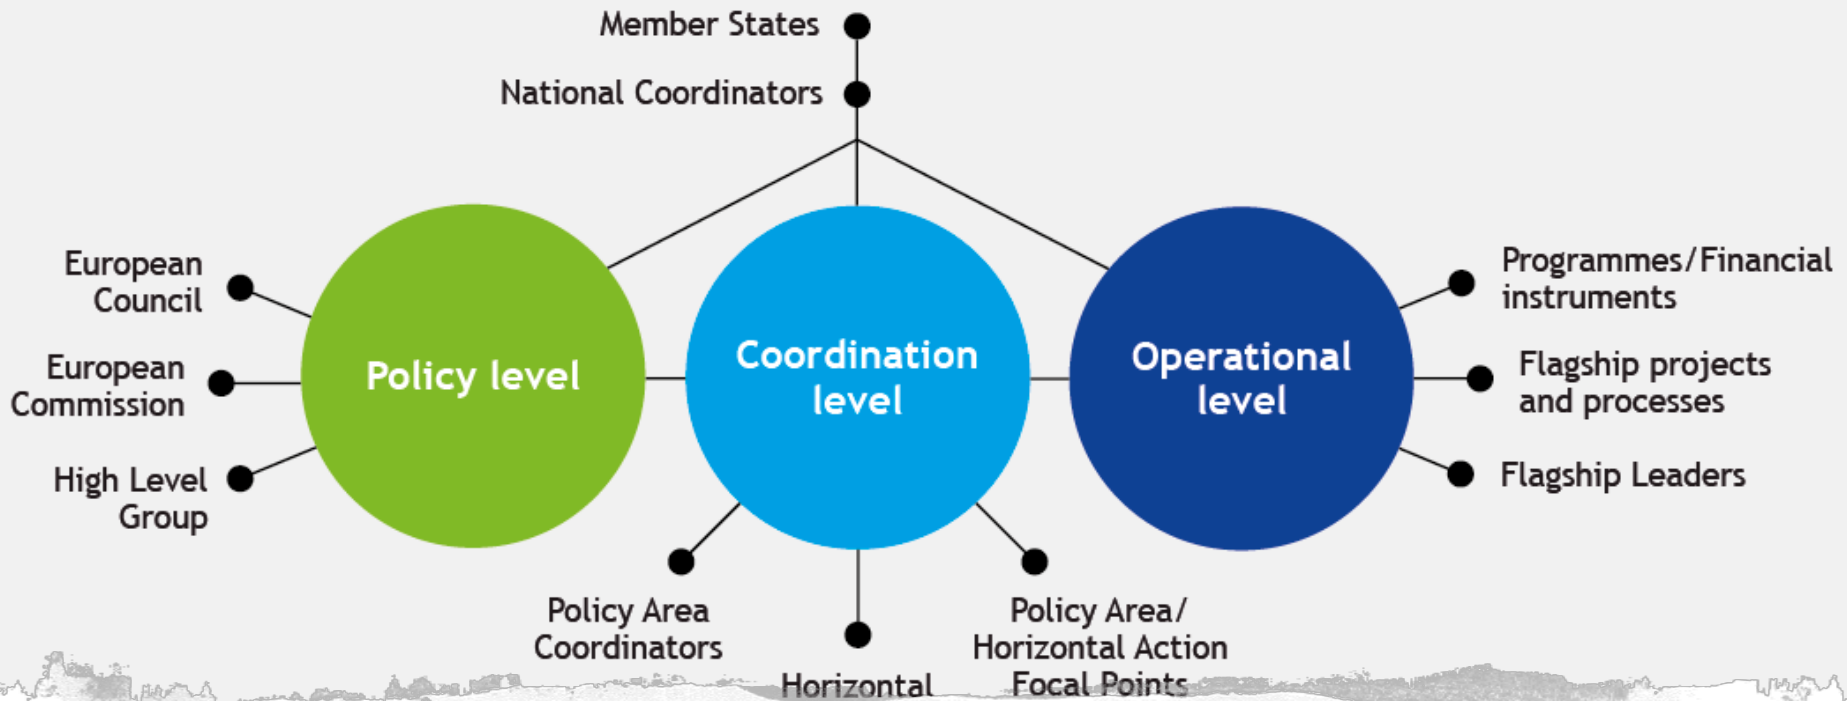 Member States
National Coordinators
European
Council
European
Commission
High Level
Group
Policy level
Coordination
level
Operational
level
Programmes/Financial
instruments
Flagship projects
and processes
Flagship Leaders
Policy Area
Coordinators
Horizontal
Policy Area/
Horizontal Action
Focal Points